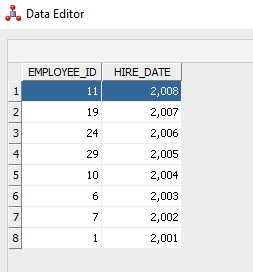 Data Editor
EMPLOYEE_ID HIRE_DATE
1 11 2,008
2 19 2,007
3 24 2,006
4 29 2,005
5 10 2,004
6 6 2,003
7 7 2,002
8 1 2,001